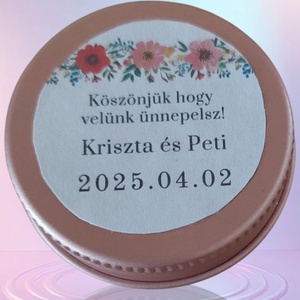 Köszönjük hogy
velünk ünnepelsz!
Kriszta és Peti
2025.04.02